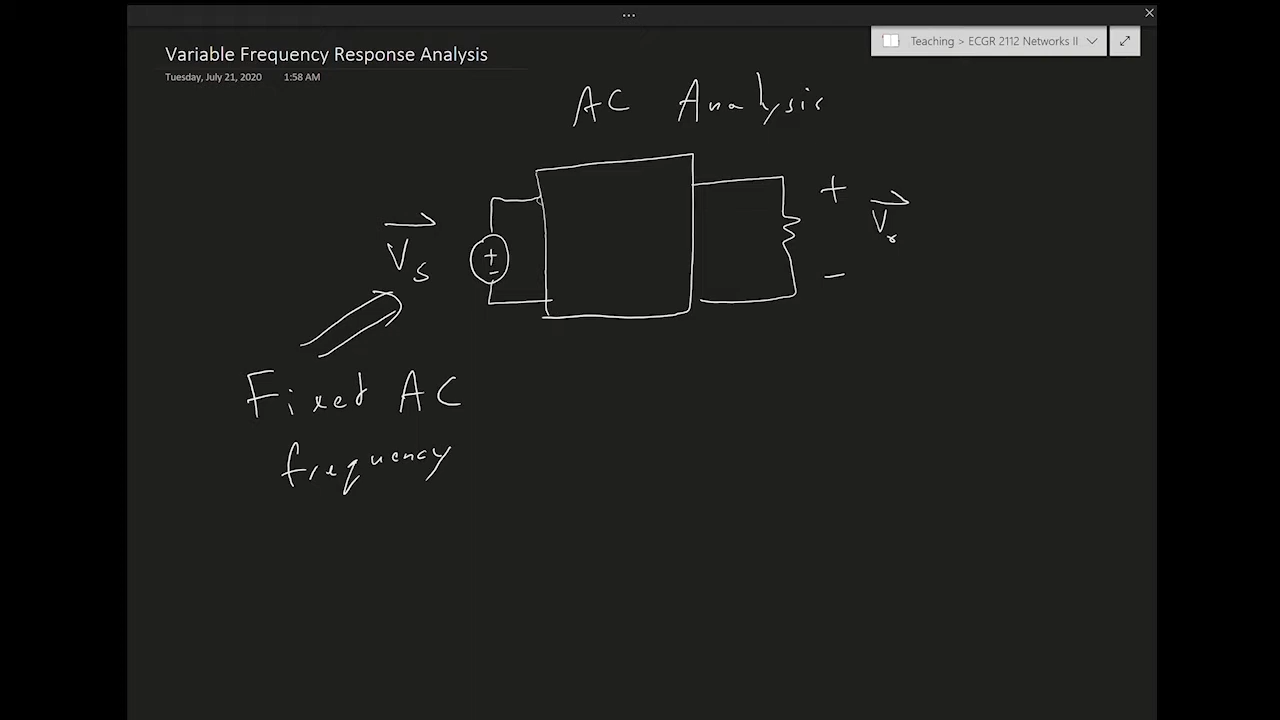 Variable Frequency Response Analysis
Tuesday, July 21, 2020 1:58 AM
Teaching > ECGR 2112 Networks II
AC Analysis
+
Vs
+
-
Vo
+
-
Fixed AC
frequency